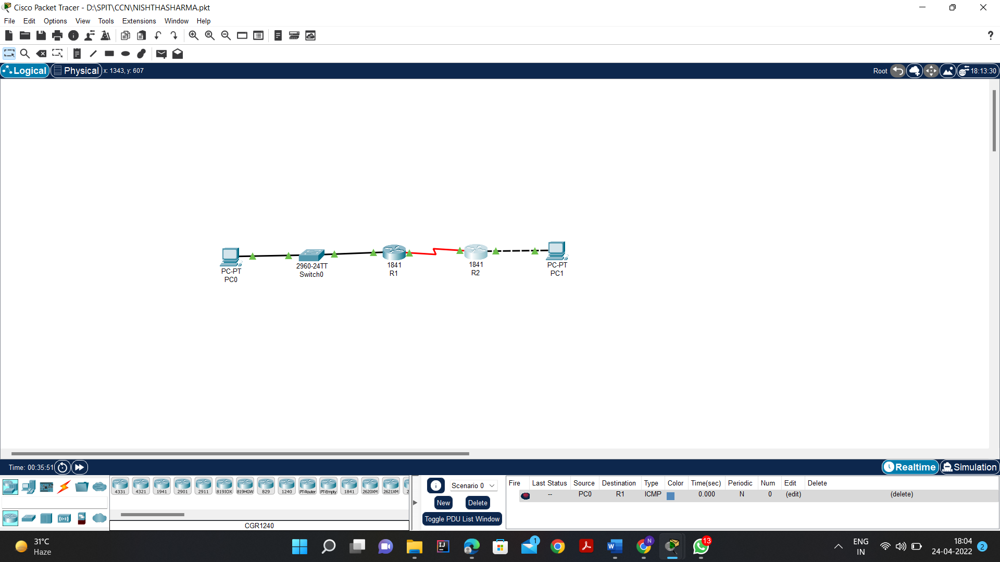 Cisco Packet Tracer - D:\SPIT\CCN\NISHTHASHARMA.pkt
File Edit Options View Tools Extensions Window Help
?
Logical Physical x: 1343, y: 607 Root 18:13:30
PC-PT
PC0
2960-24TT
Switch0
1841
R1
1841
R2
PC-PT
PC1
Time: 00:35:51 Realtime Simulation
4331 4321 1941 2901 2911 819IOX 819HGW 829 1240 PT-Router PT-Empty 1841 2620XM 2621XM 2
CGR1240
Scenario 0
New Delete
Toggle PDU List Window
Fire Last Status Source Destination Type Color Time(sec) Periodic Num Edit Delete
-- PC0 R1 ICMP 0.000 N 0 (edit) (delete)
31°C
Haze
1
N
13
ENG
IN
18:04
24-04-2022
2